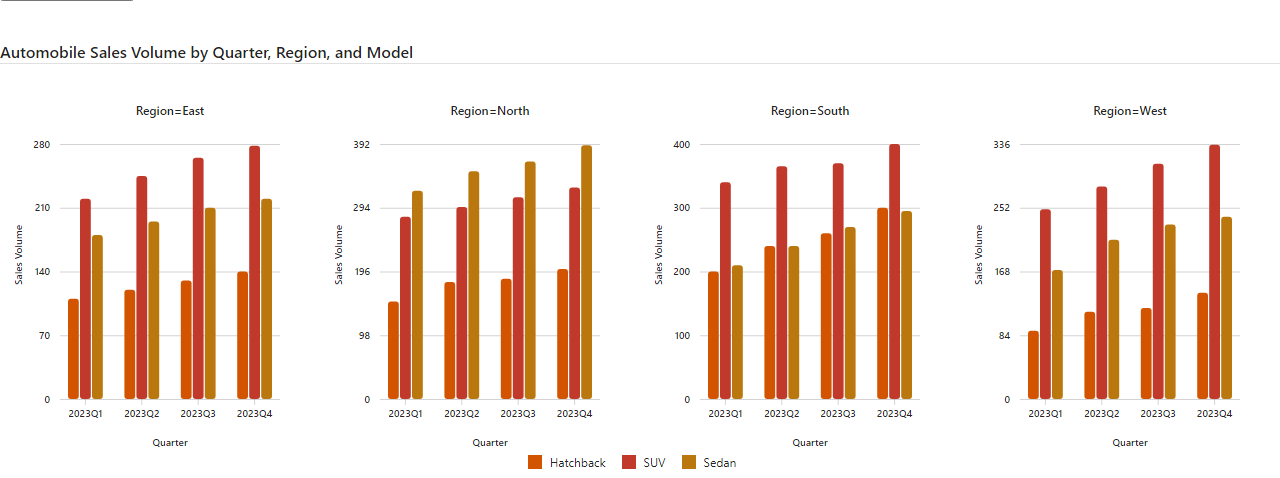 Automobile Sales Volume by Quarter, Region, and Model
Region=East
280
210
140
70
0
Sales Volume
2023Q1 2023Q2 2023Q3 2023Q4
Quarter
Region=North
392
294
196
98
0
Sales Volume
2023Q1 2023Q2 2023Q3 2023Q4
Quarter
Region=South
400
300
200
100
0
Sales Volume
2023Q1 2023Q2 2023Q3 2023Q4
Quarter
Region=West
336
252
168
84
0
Sales Volume
2023Q1 2023Q2 2023Q3 2023Q4
Quarter
Hatchback SUV Sedan